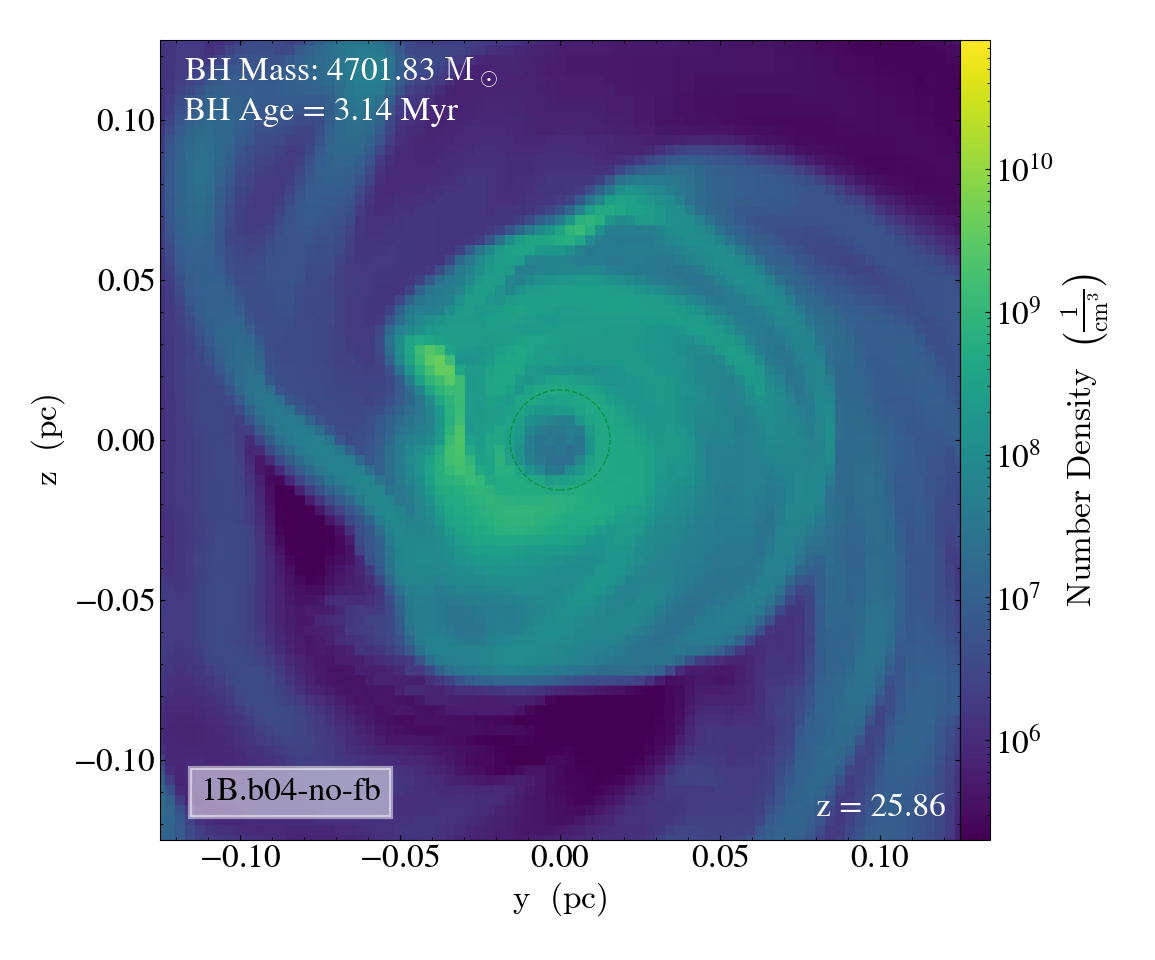 BH Mass: 4701.83 M☉
BH Age = 3.14 Myr
0.10
0.05
0.00
−0.05
−0.10
z (pc)
1B.b04-no-fb
z = 25.86
−0.10 −0.05 0.00 0.05 0.10
y (pc)
10^10
10^9
10^8
10^7
10^6
Number Density (1/cm^3)